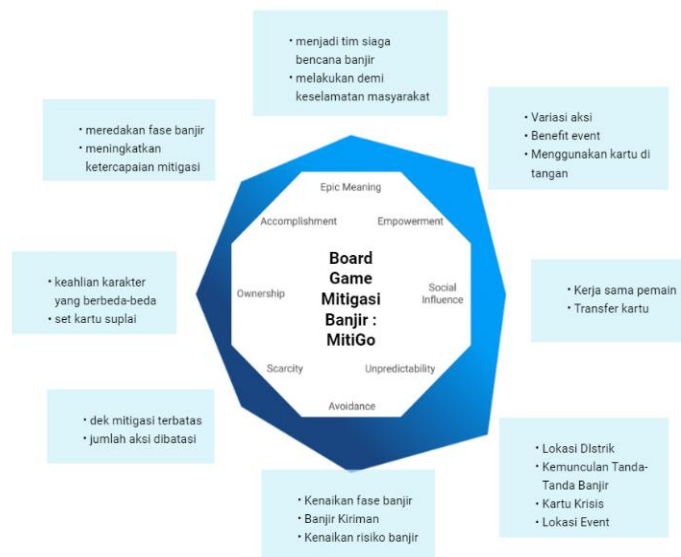 • menjadi tim siaga
bencana banjir
• melakukan demi
keselamatan masyarakat
• meredakan fase banjir
• meningkatkan
ketercapaian mitigasi
• Variasi aksi
• Benefit event
• Menggunakan kartu di
tangan
Epic Meaning
Accomplishment
Empowerment
Board
Game
Mitigasi
Banjir :
MitiGo
Ownership
Social
Influence
Scarcity
Unpredictability
Avoidance
• keahlian karakter
yang berbeda-beda
• set kartu suplai
• Kerja sama pemain
• Transfer kartu
• dek mitigasi terbatas
• jumlah aksi dibatasi
• Lokasi DIstrik
• Kemunculan Tanda-
Tanda Banjir
• Kartu Krisis
• Lokasi Event
• Kenaikan fase banjir
• Banjir Kiriman
• Kenaikan risiko banjir